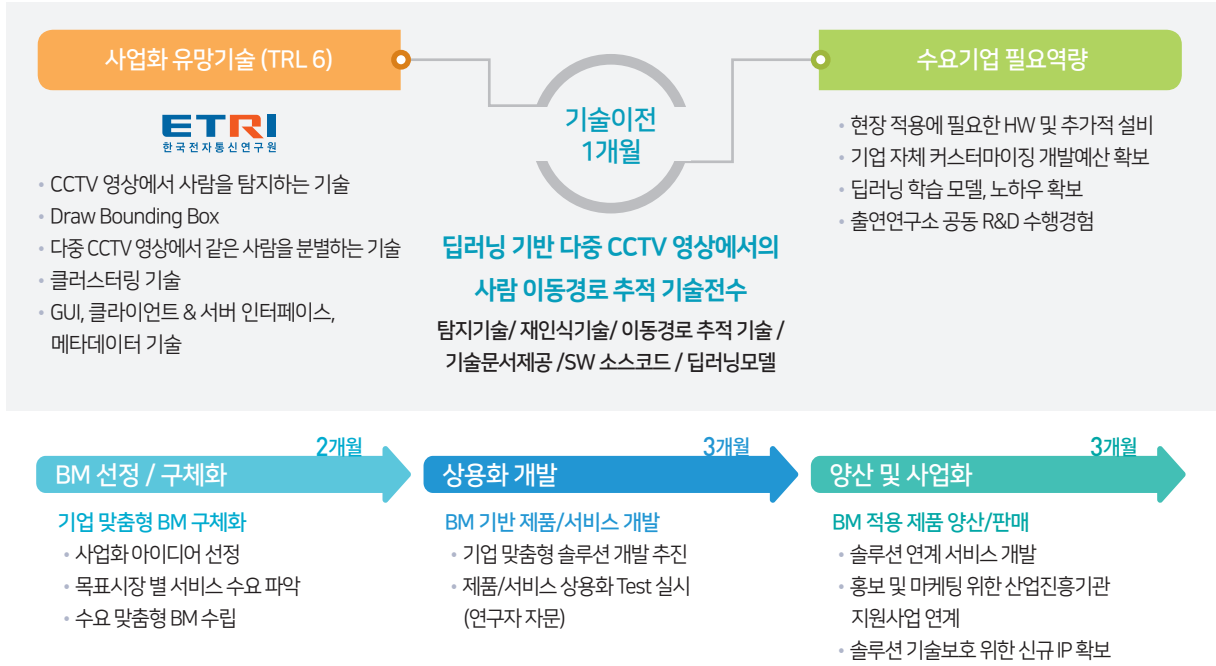 사업화 유망기술 (TRL 6)
ETRI
한국전자통신연구원
• CCTV 영상에서 사람을 탐지하는 기술
• Draw Bounding Box
• 다중 CCTV 영상에서 같은 사람을 분별하는 기술
• 클러스터링 기술
• GUI, 클라이언트 & 서버 인터페이스,
메타데이터 기술
기술이전
1개월
딥러닝 기반 다중 CCTV 영상에서의
사람 이동경로 추적 기술전수
탐지기술/ 재인식기술/ 이동경로 추적 기술 /
기술문서제공 /SW 소스코드 / 딥러닝모델
수요기업 필요역량
• 현장 적용에 필요한 HW 및 추가적 설비
• 기업 자체 커스터마이징 개발예산 확보
• 딥러닝 학습 모델, 노하우 확보
• 출연연구소 공동 R&D 수행경험
2개월
BM 선정 / 구체화
기업 맞춤형 BM 구체화
• 사업화 아이디어 선정
• 목표시장 별 서비스 수요 파악
• 수요 맞춤형 BM 수립
3개월
상용화 개발
BM 기반 제품/서비스 개발
• 기업 맞춤형 솔루션 개발 추진
• 제품/서비스 상용화 Test 실시
(연구자 자문)
3개월
양산 및 사업화
BM 적용 제품 양산/판매
• 솔루션 연계 서비스 개발
• 홍보 및 마케팅 위한 산업진흥기관
지원사업 연계
• 솔루션 기술보호 위한 신규 IP 확보